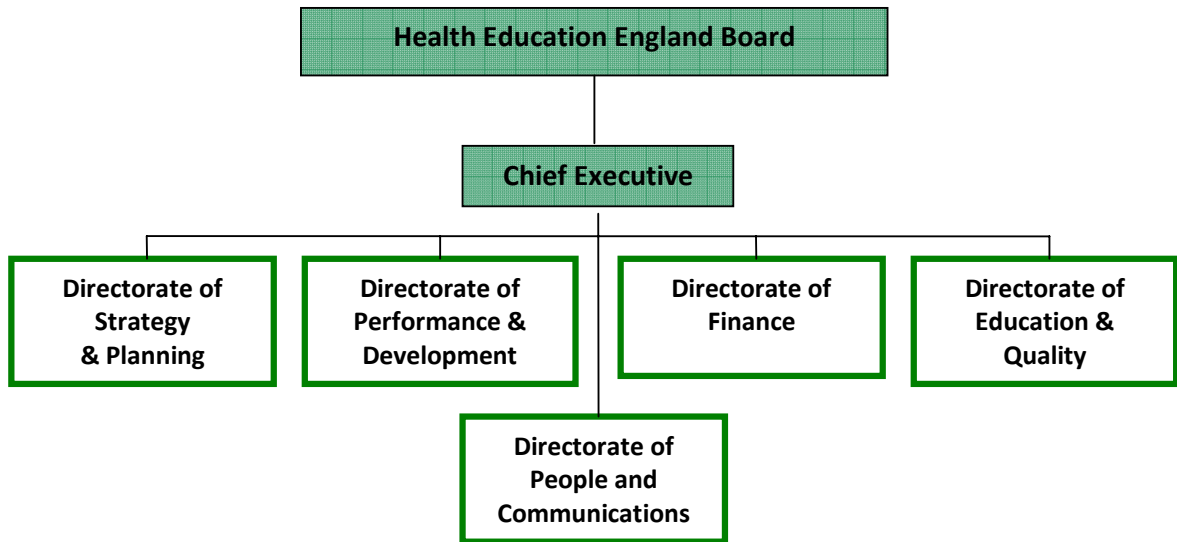 Health Education England Board
Chief Executive
Directorate of
Strategy
& Planning
Directorate of
Performance &
Development
Directorate of
Finance
Directorate of
Education &
Quality
Directorate of
People and
Communications